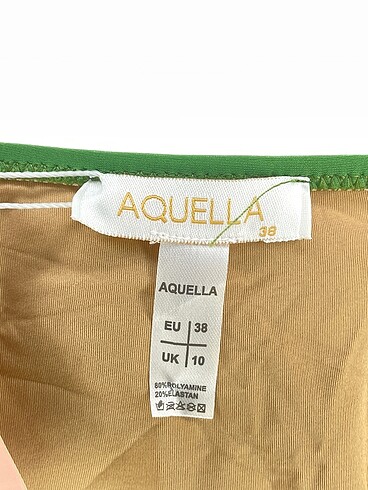 AQUELLA
38
AQUELLA
EU 38
UK 10
80%POLYAMINE
20%ELASTAN